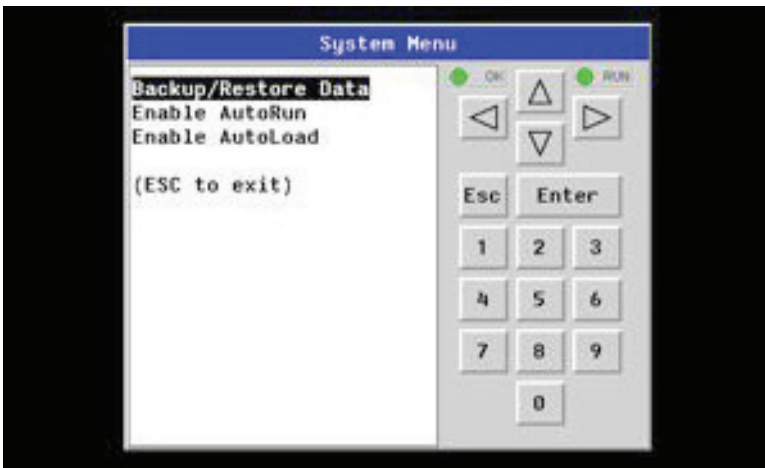 System Menu
Backup/Restore Data
Enable AutoRun
Enable AutoLoad
(ESC to exit)
OK RUN
Esc Enter
1 2 3
4 5 6
7 8 9
0